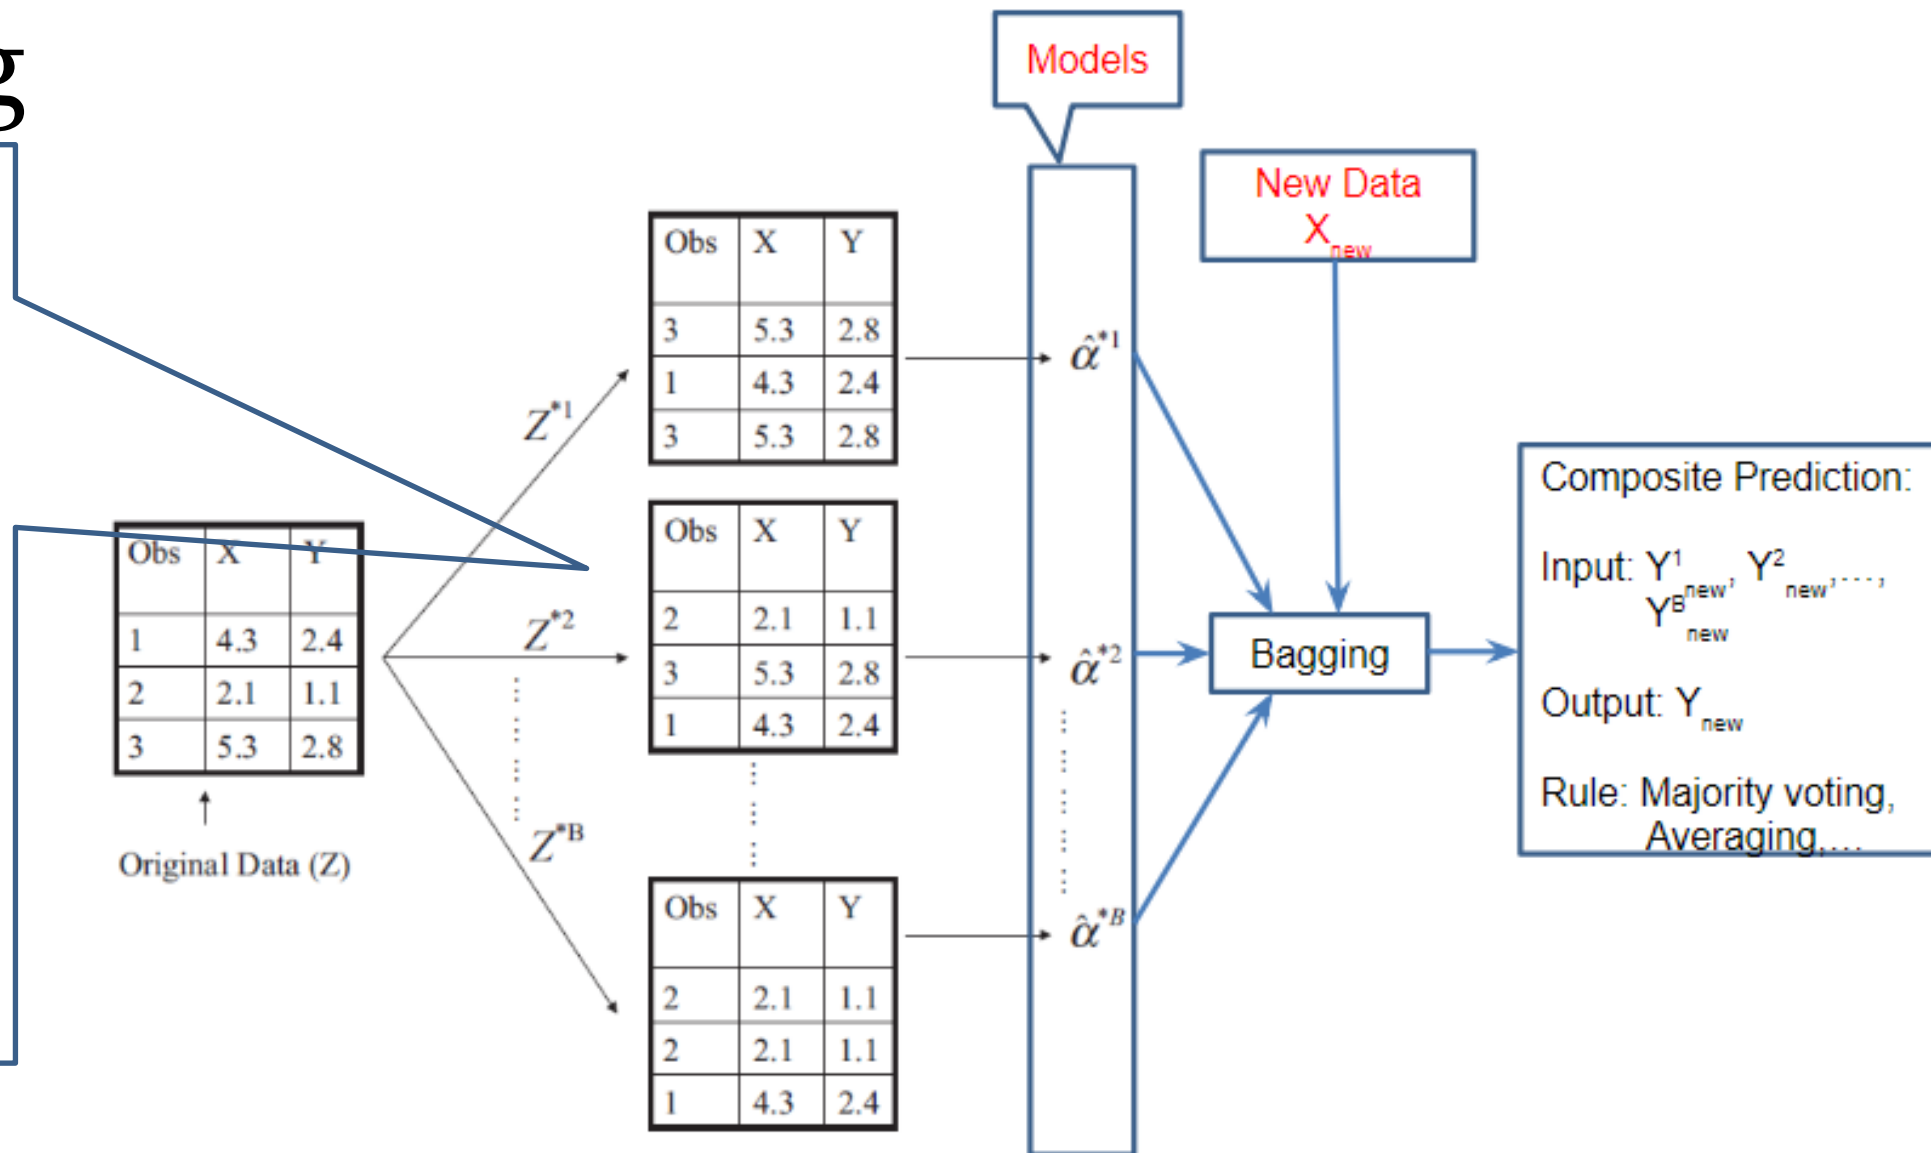 g
Models
New Data
X_new
Obs X Y
3 5.3 2.8
1 4.3 2.4
3 5.3 2.8
α̂*1
Z*1
Composite Prediction:
Obs X Y
1 4.3 2.4
2 2.1 1.1
3 5.3 2.8
Original Data (Z)
Z*2
Obs X Y
2 2.1 1.1
3 5.3 2.8
1 4.3 2.4
α̂*2
Bagging
Input: Y¹new, Y²new,...,
Yᴮnew
Output: Ynew
Rule: Majority voting,
Averaging,...
Z*B
Obs X Y
2 2.1 1.1
2 2.1 1.1
1 4.3 2.4
α̂*B